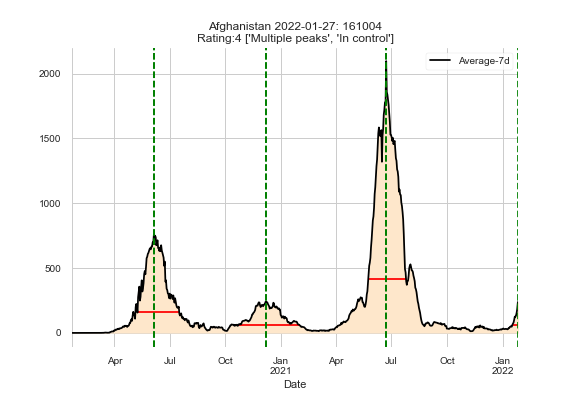 Afghanistan 2022-01-27: 161004
Rating:4 ['Multiple peaks', 'In control']
Average-7d
2000
1500
1000
500
0
Apr Jul Oct Jan Apr Jul Oct Jan
2021 2022
Date